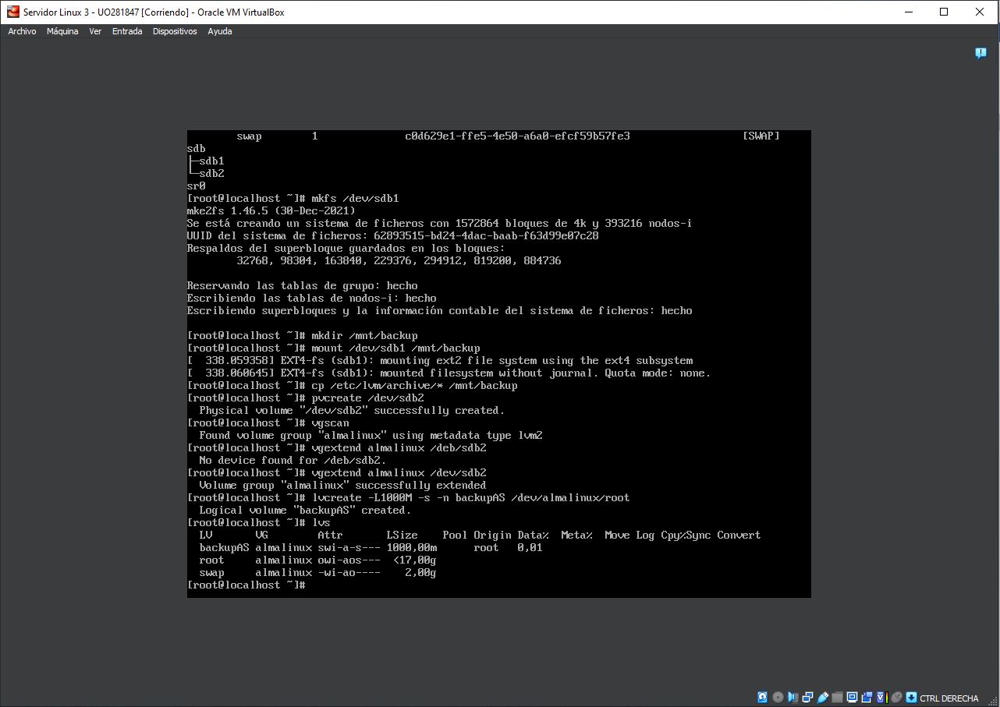 Servidor Linux 3 - UO281847 [Corriendo] - Oracle VM VirtualBox
Archivo Máquina Ver Entrada Dispositivos Ayuda
swap 1 c0d629e1-ffe5-4e50-a6a0-efcf59b57fe3 [SWAP]
sdb
├─sdb1
└─sdb2
sr0
[root@localhost ~]# mkfs /dev/sdb1
mke2fs 1.46.5 (30-Dec-2021)
Se está creando un sistema de ficheros con 1572864 bloques de 4k y 393216 nodos-i
UUID del sistema de ficheros: 62893515-bd24-4dac-baab-f63d99e07c28
Respaldos del superbloque guardados en los bloques:
32768, 98304, 163840, 229376, 294912, 819200, 884736
Reservando las tablas de grupo: hecho
Escribiendo las tablas de nodos-i: hecho
Escribiendo superbloques y la información contable del sistema de ficheros: hecho
[root@localhost ~]# mkdir /mnt/backup
[root@localhost ~]# mount /dev/sdb1 /mnt/backup
[  338.059358] EXT4-fs (sdb1): mounting ext2 file system using the ext4 subsystem
[  338.060645] EXT4-fs (sdb1): mounted filesystem without journal. Quota mode: none.
[root@localhost ~]# cp /etc/lvm/archive/* /mnt/backup
[root@localhost ~]# pvcreate /dev/sdb2
Physical volume "/dev/sdb2" successfully created.
[root@localhost ~]# vgscan
Found volume group "almalinux" using metadata type lvm2
[root@localhost ~]# vgextend almalinux /deb/sdb2
No device found for /deb/sdb2.
[root@localhost ~]# vgextend almalinux /dev/sdb2
Volume group "almalinux" successfully extended
[root@localhost ~]# lvcreate -L1000M -s -n backupAS /dev/almalinux/root
Logical volume "backupAS" created.
[root@localhost ~]# lvs
LV VG Attr LSize Pool Origin Data% Meta% Move Log Cpy%Sync Convert
backupAS almalinux swi-a-s--- 1000,00m root 0,01
root almalinux owi-aos--- <17,00g
swap almalinux -wi-ao---- 2,00g
[root@localhost ~]#
CTRL DERECHA